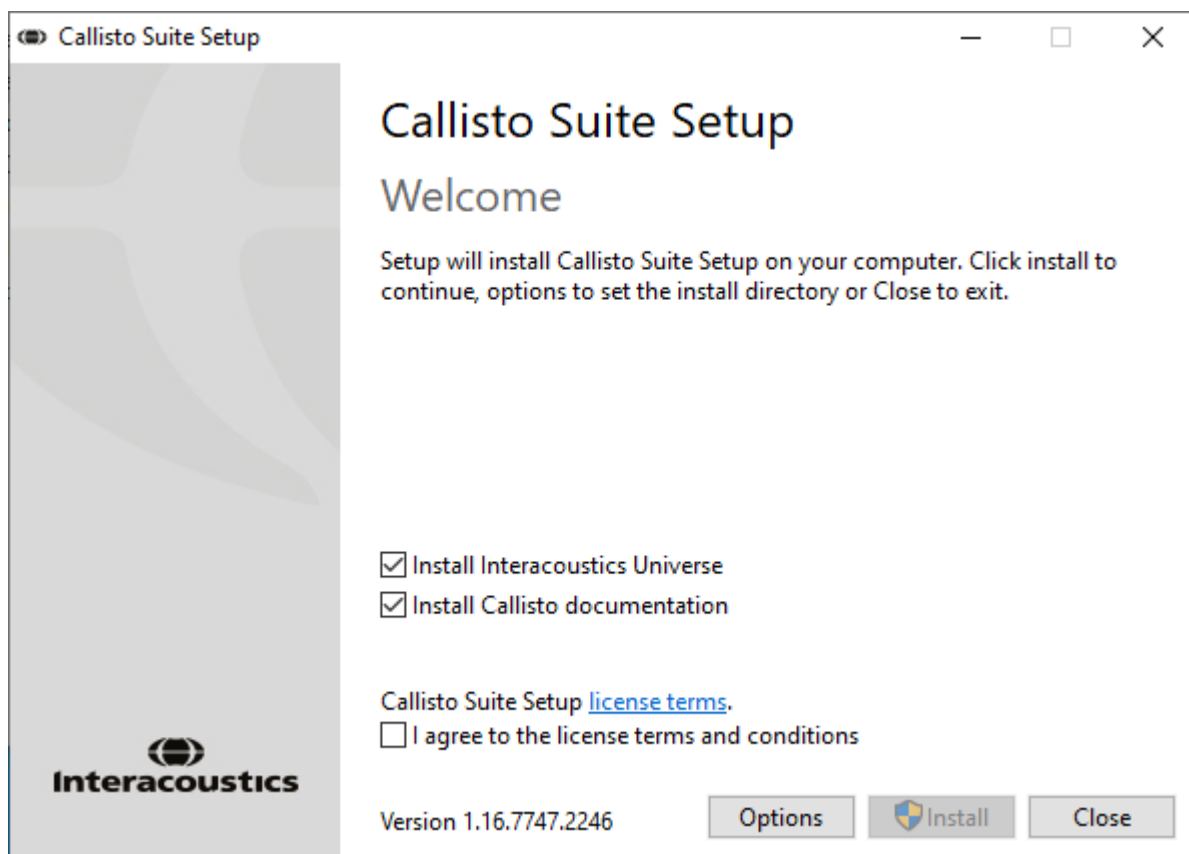 Callisto Suite Setup
Callisto Suite Setup
Welcome
Setup will install Callisto Suite Setup on your computer. Click install to
continue, options to set the install directory or Close to exit.
Install Interacoustics Universe
Install Callisto documentation
Callisto Suite Setup license terms.
I agree to the license terms and conditions
Interacoustics
Version 1.16.7747.2246
Options
Install
Close